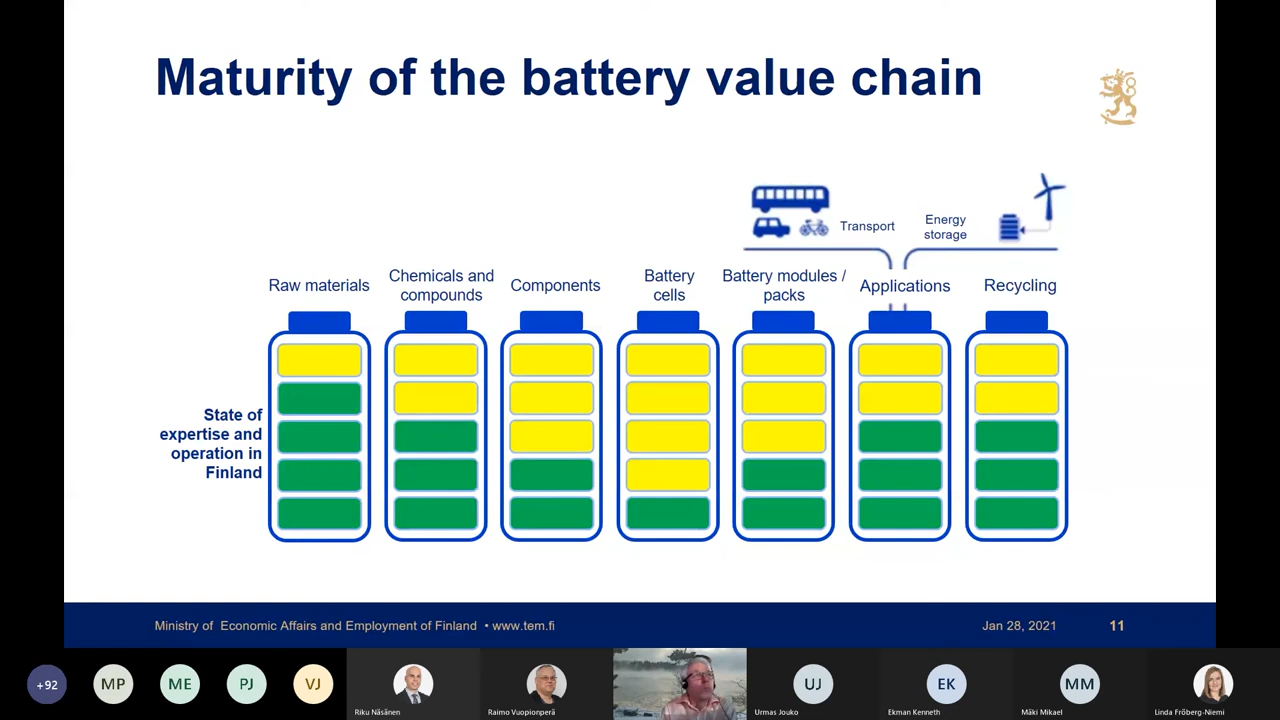 Maturity of the battery value chain
Transport
Energy
storage
Raw materials
Chemicals and
compounds
Components
Battery
cells
Battery modules /
packs
Applications
Recycling
State of
expertise and
operation in
Finland
Ministry of Economic Affairs and Employment of Finland • www.tem.fi
Jan 28, 2021
11
+92
MP
ME
PJ
VJ
Riku Näsänen
Raimo Vuopionperä
UJ
Urmas Jouko
EK
Ekman Kenneth
MM
Mäki Mikael
Linda Fröberg-Niemi